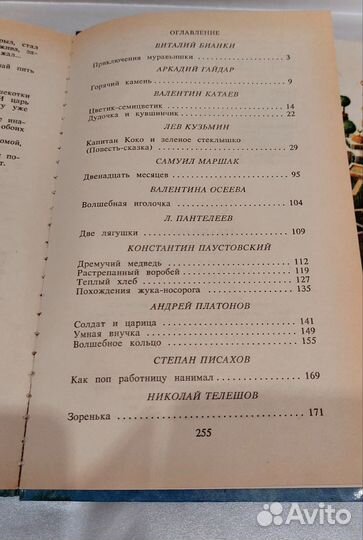 ОГЛАВЛЕНИЕ
ВИТАЛИЙ БИАНКИ
Приключения муравьишки . . . 3
АРКАДИЙ ГАЙДАР
Горячий камень . . . 9
ВАЛЕНТИН КАТАЕВ
Цветик-семицветик . . . 14
Дудочка и кувшинчик . . . 22
ЛЕВ КУЗЬМИН
Капитан Коко и зеленое стеклышко
(Повесть-сказка) . . . 29
САМУИЛ МАРШАК
Двенадцать месяцев . . . 95
ВАЛЕНТИНА ОСЕЕВА
Волшебная иголочка . . . 104
Л. ПАНТЕЛЕЕВ
Две лягушки . . . 109
КОНСТАНТИН ПАУСТОВСКИЙ
Дремучий медведь . . . 112
Растрепанный воробей . . . 119
Теплый хлеб . . . 127
Похождения жука-носорога . . . 135
АНДРЕЙ ПЛАТОНОВ
Солдат и царица . . . 141
Умная внучка . . . 149
Волшебное кольцо . . . 155
СТЕПАН ПИСАХОВ
Как поп работницу нанимал . . . 169
НИКОЛАЙ ТЕЛЕШОВ
Зоренька . . . 171
255
Avito